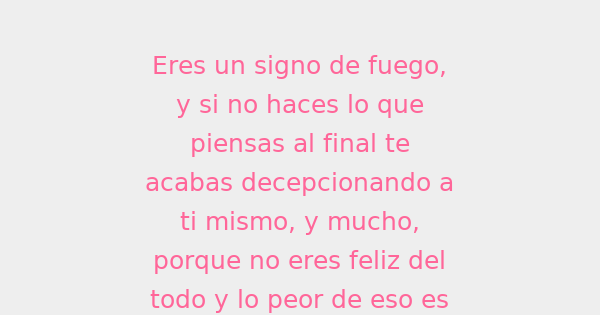 Eres un signo de fuego,
y si no haces lo que
piensas al final te
acabas decepcionando a
ti mismo, y mucho,
porque no eres feliz del
todo y lo peor de eso es